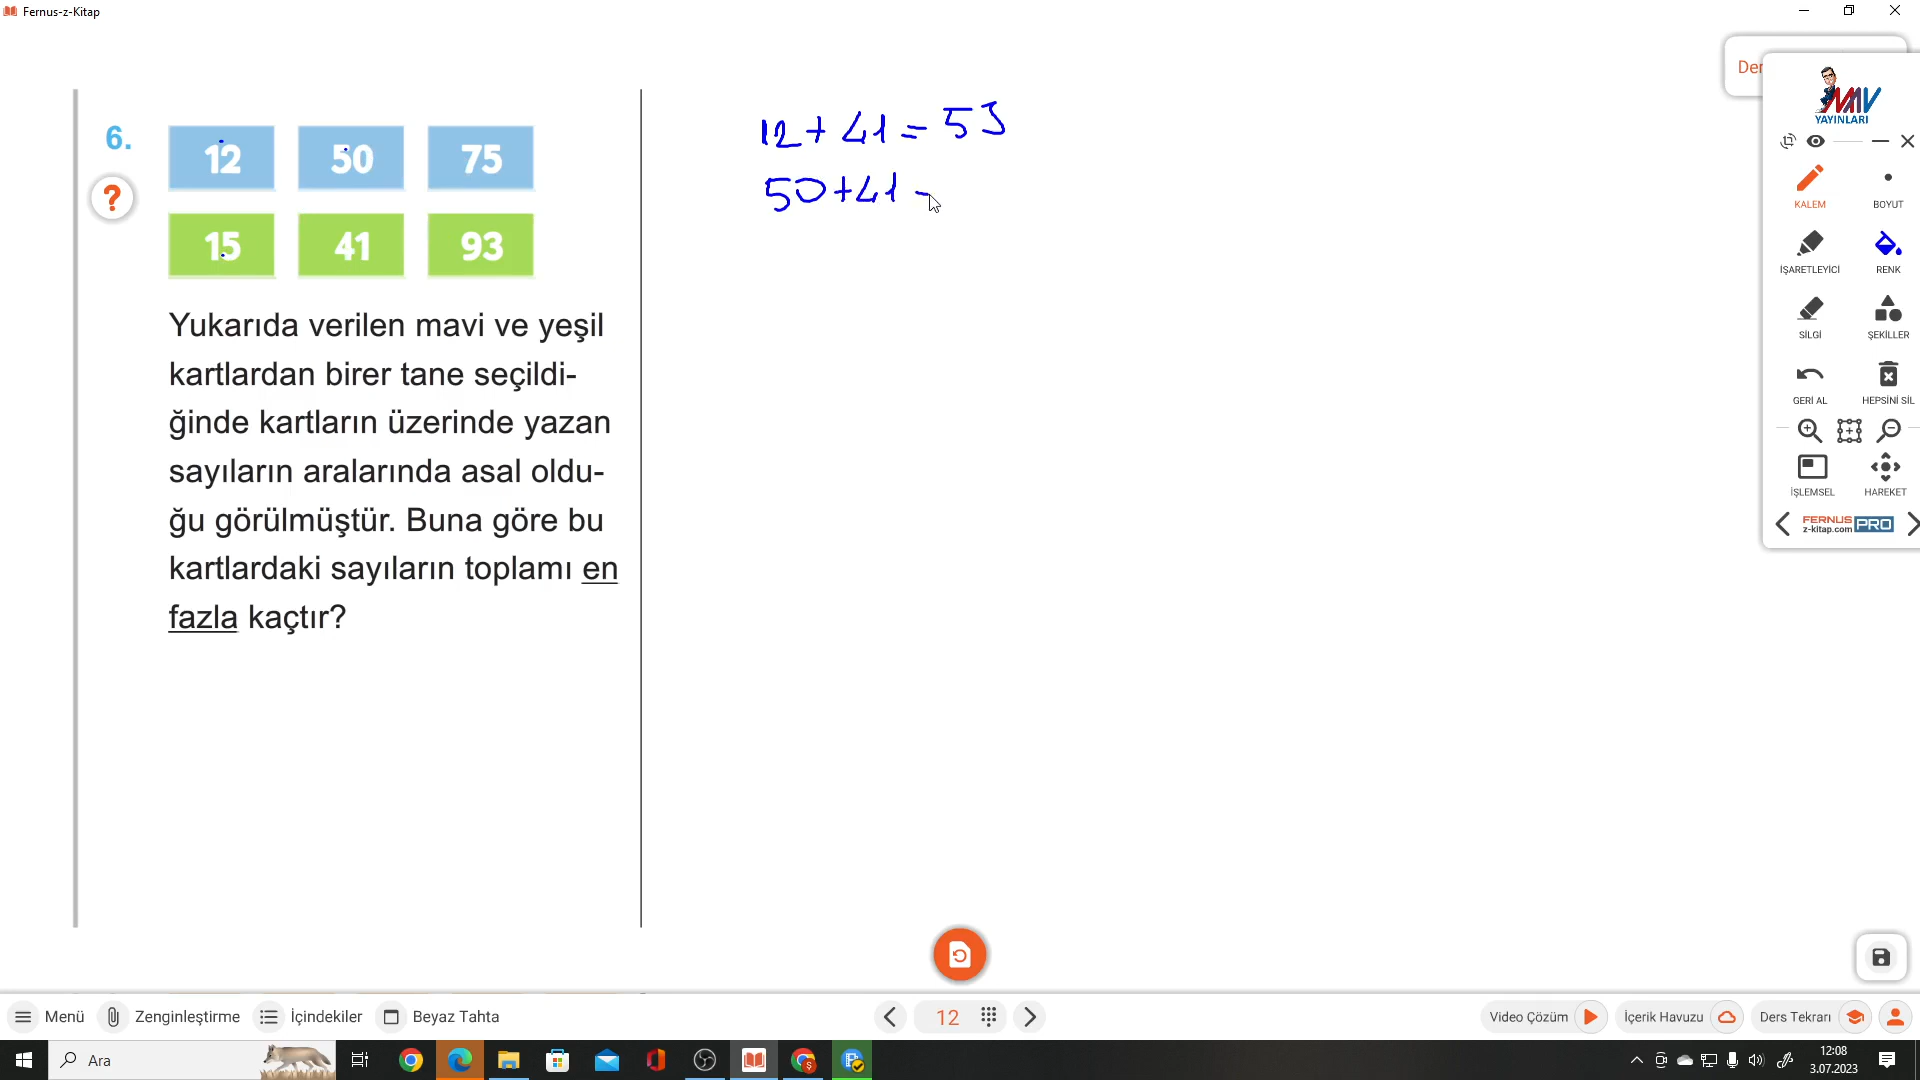 Fernus-z-Kitap
Der
MAV
YAYINLARI
6.
12 50 75
?
15 41 93
Yukarıda verilen mavi ve yeşil
kartlardan birer tane seçildi-
ğinde kartların üzerinde yazan
sayıların aralarında asal oldu-
ğu görülmüştür. Buna göre bu
kartlardaki sayıların toplamı en
fazla kaçtır?
12 + 41 = 53
50 + 41 -
KALEM BOYUT
İŞARETLEYİCİ RENK
SİLGİ ŞEKİLLER
GERİ AL HEPSİNİ SİL
İŞLEMSEL HAREKET
FERNUS
z-kitap.com PRO
Menü Zenginleştirme İçindekiler Beyaz Tahta 12 Video Çözüm İçerik Havuzu Ders Tekrarı
Ara
12:08
3.07.2023